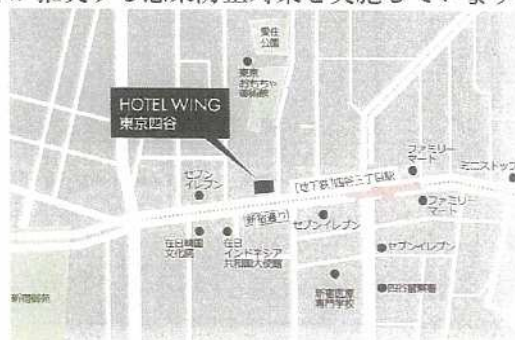 愛住
公園
東京
おもちゃ
美術館
HOTEL WING
東京四谷
セブン
イレブン
[地下鉄]四谷三丁目駅
ファミリー
マート
ミニストップ
[新宿通り]
セブンイレブン
ファミリー
マート
在日韓国
文化院
在日
インドネシア
共和国大使館
セブンイレブン
新宿御苑
新宿医療
専門学校
四谷警察署